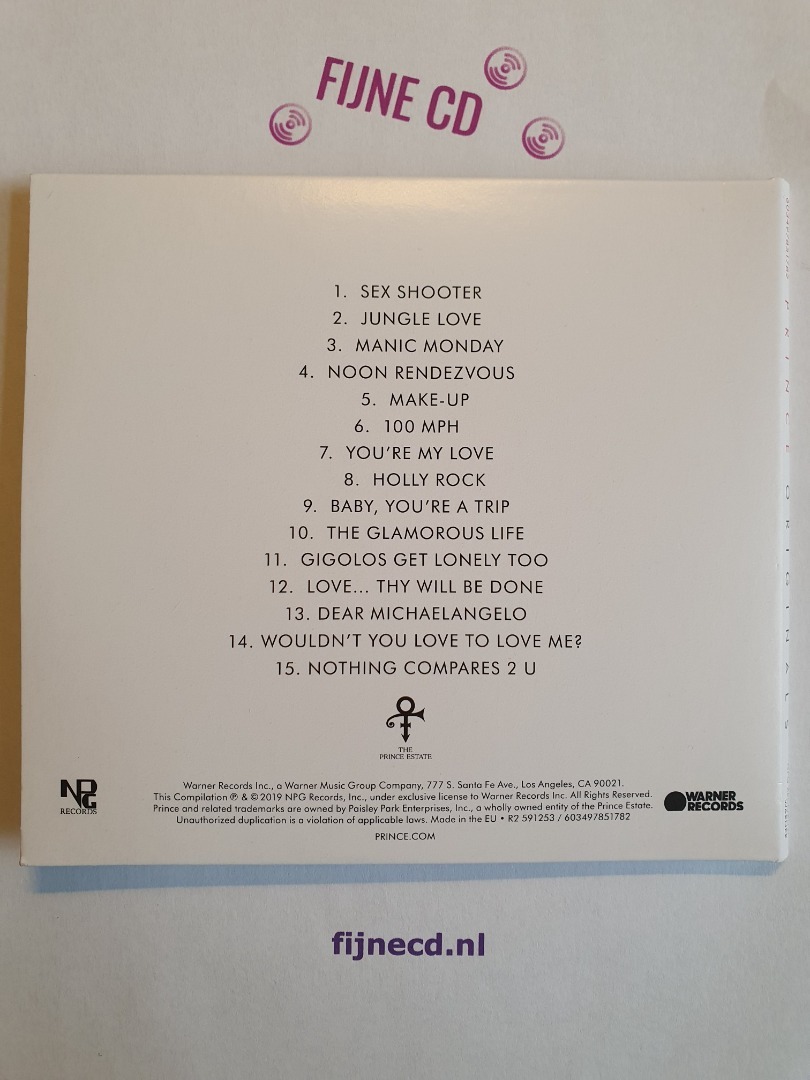 FIJNE CD
1. SEX SHOOTER
2. JUNGLE LOVE
3. MANIC MONDAY
4. NOON RENDEZVOUS
5. MAKE-UP
6. 100 MPH
7. YOU'RE MY LOVE
8. HOLLY ROCK
9. BABY, YOU'RE A TRIP
10. THE GLAMOROUS LIFE
11. GIGOLOS GET LONELY TOO
12. LOVE... THY WILL BE DONE
13. DEAR MICHAELANGELO
14. WOULDN'T YOU LOVE TO LOVE ME?
15. NOTHING COMPARES 2 U
THE
PRINCE ESTATE
NPG
RECORDS
Warner Records Inc., a Warner Music Group Company, 777 S. Santa Fe Ave., Los Angeles, CA 90021.
This Compilation ℗ & © 2019 NPG Records, Inc., under exclusive license to Warner Records Inc. All Rights Reserved.
Prince and related trademarks are owned by Paisley Park Enterprises, Inc., a wholly owned entity of the Prince Estate.
Unauthorized duplication is a violation of applicable laws. Made in the EU • R2 591253 / 603497851782
PRINCE.COM
WARNER
RECORDS
PRINCE ORIGINALS
fijnecd.nl